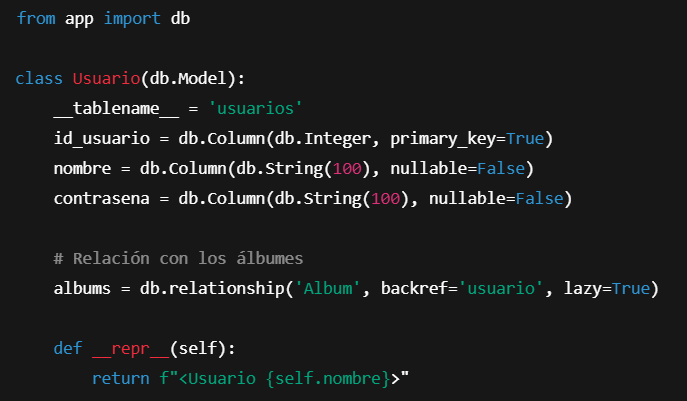 from app import db

class Usuario(db.Model):
    __tablename__ = 'usuarios'
    id_usuario = db.Column(db.Integer, primary_key=True)
    nombre = db.Column(db.String(100), nullable=False)
    contrasena = db.Column(db.String(100), nullable=False)

    # Relación con los álbumes
    albums = db.relationship('Album', backref='usuario', lazy=True)

    def __repr__(self):
        return f"<Usuario {self.nombre}>"